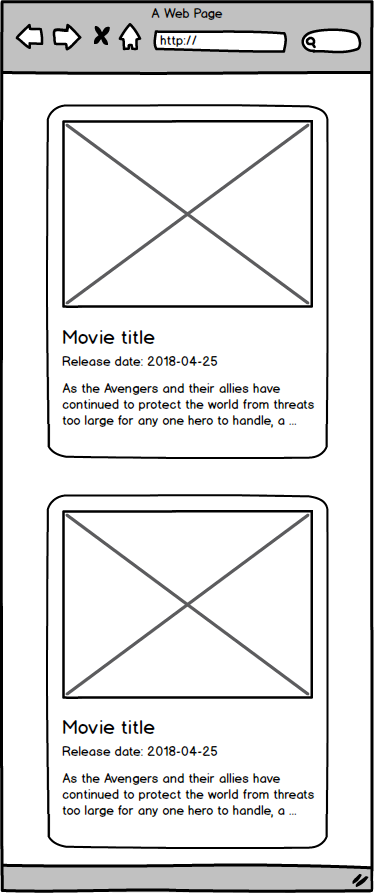 A Web Page
http://
Movie title
Release date: 2018-04-25
As the Avengers and their allies have
continued to protect the world from threats
too large for any one hero to handle, a ...
Movie title
Release date: 2018-04-25
As the Avengers and their allies have
continued to protect the world from threats
too large for any one hero to handle, a ...